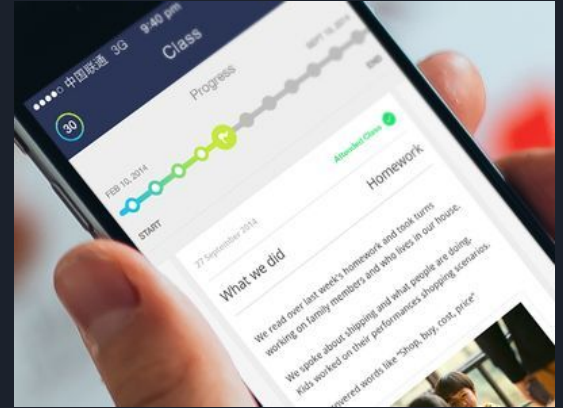 中国联通 3G 9:40 pm
Class
30
Progress
FEB 10, 2014
SEPT 10, 2014
START
END
Attended Class
27 September 2014
What we did
Homework
We read over last week's homework and took turns
working on family members and who lives in our house.
We spoke about shipping and what people are doing.
Kids worked on their performances shopping scenarios.
overed words like "Shop, buy, cost, price"